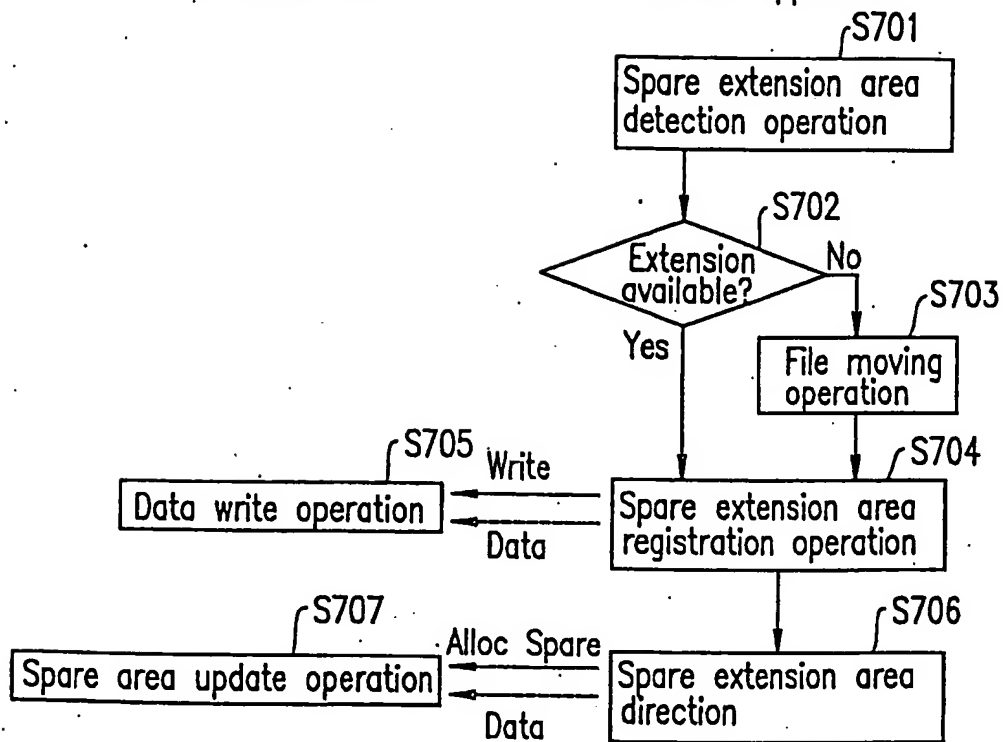 S701
Spare extension area
detection operation
S702
Extension
available?
No
Yes
S703
File moving
operation
S704
Spare extension area
registration operation
S705
Write
Data write operation
Data
S706
Spare extension area
direction
S707
Alloc Spare
Spare area update operation
Data